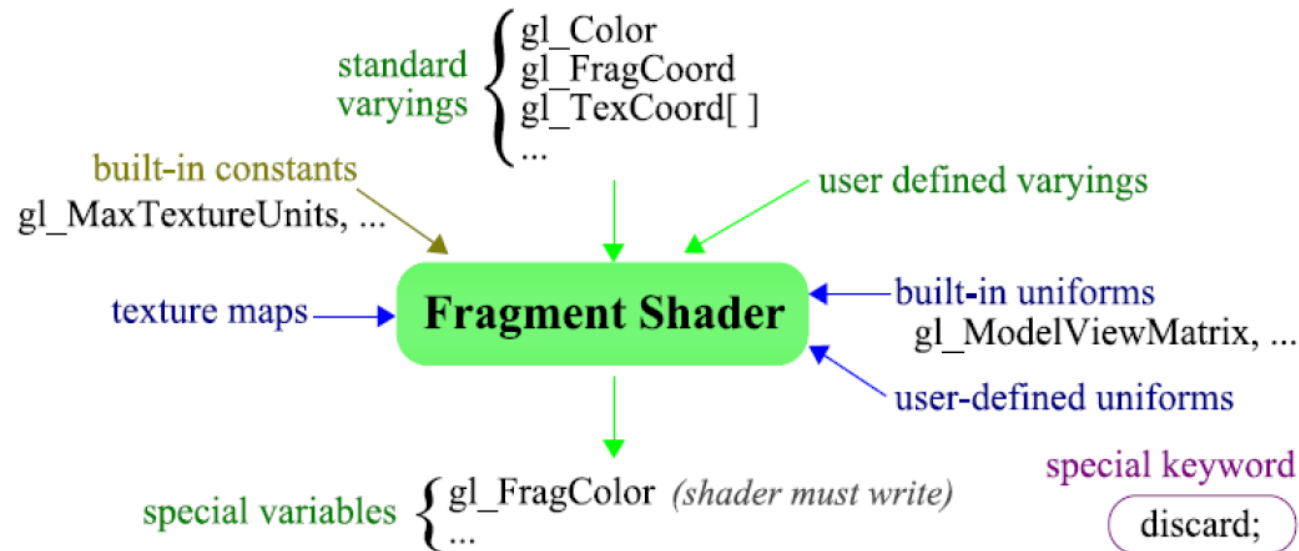 standard
varyings
gl_Color
gl_FragCoord
gl_TexCoord[ ]
...
built-in constants
gl_MaxTextureUnits, ...
user defined varyings
texture maps
Fragment Shader
built-in uniforms
gl_ModelViewMatrix, ...
user-defined uniforms
special variables
gl_FragColor (shader must write)
...
special keyword
discard;